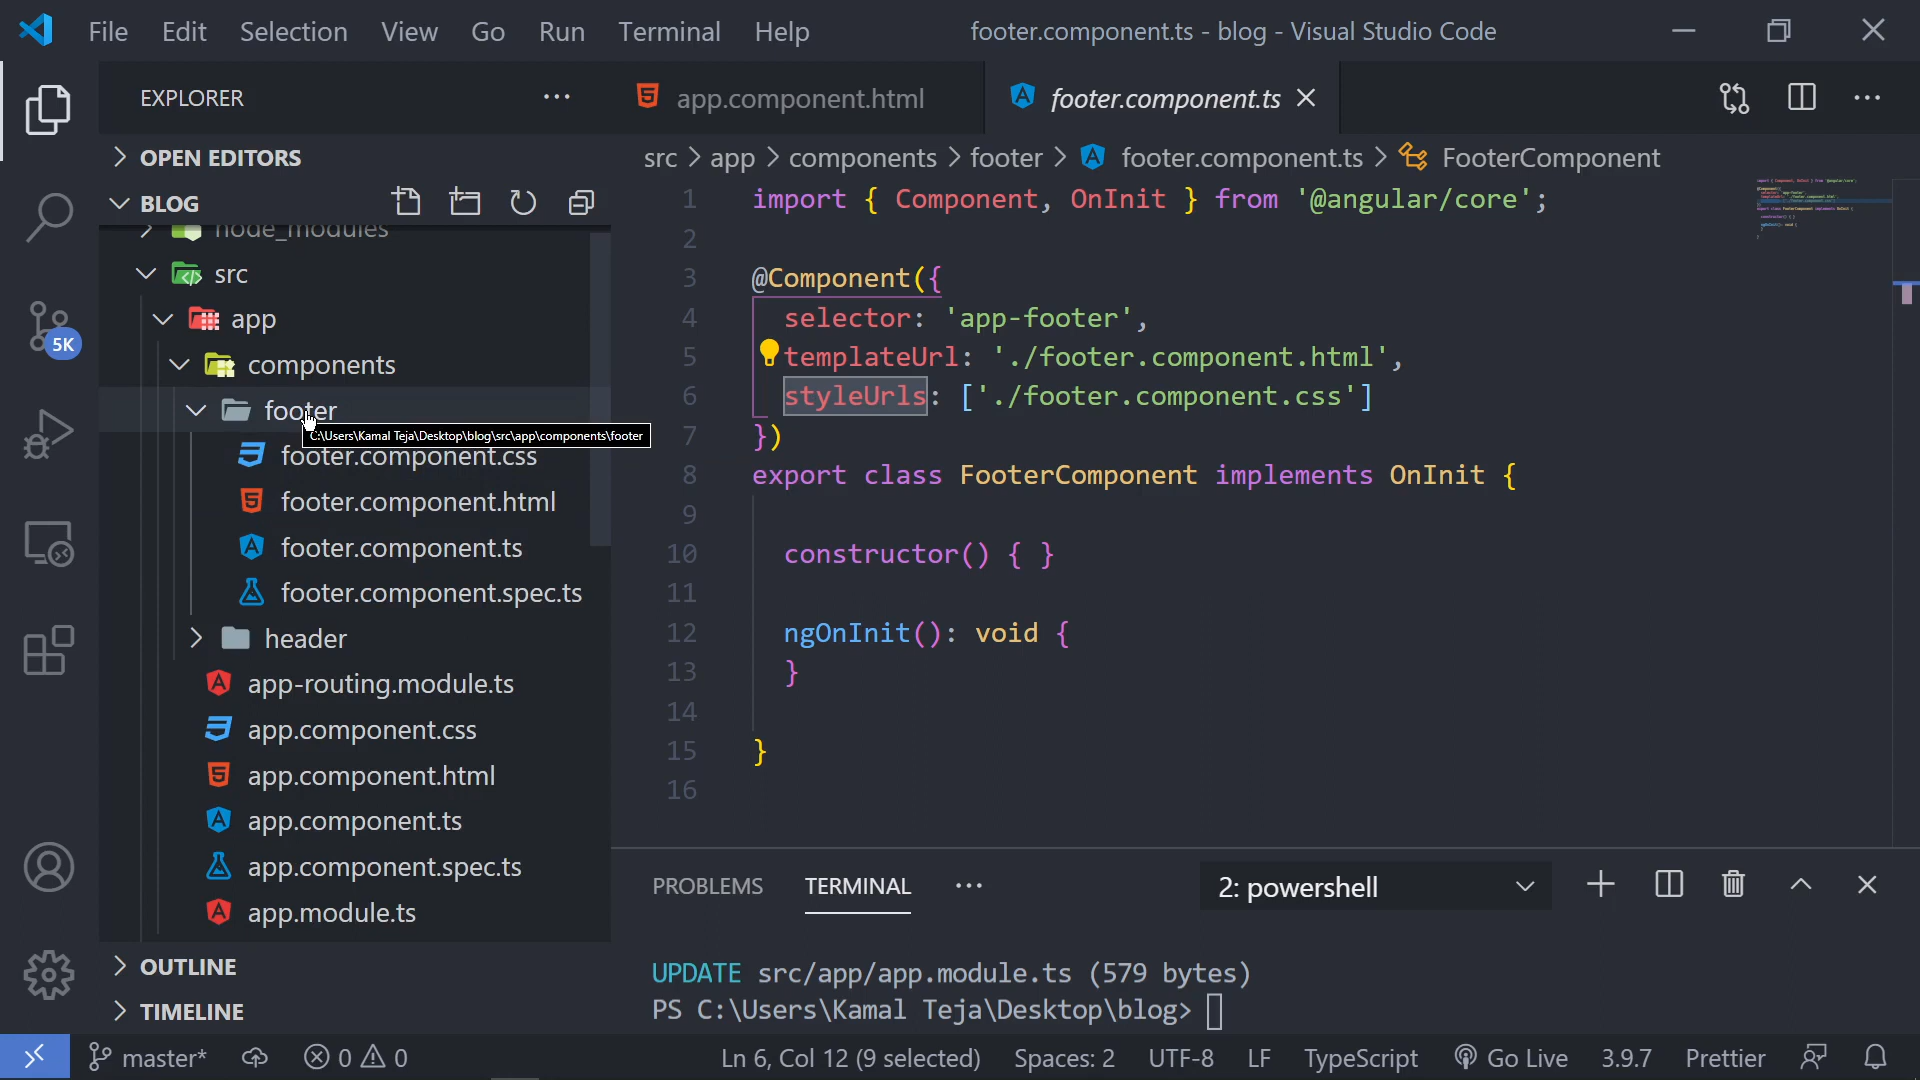 File Edit Selection View Go Run Terminal Help
footer.component.ts - blog - Visual Studio Code
EXPLORER
app.component.html
footer.component.ts
OPEN EDITORS
src > app > components > footer > footer.component.ts > FooterComponent
BLOG
node_modules
src
app
components
footer
C:\Users\Kamal Teja\Desktop\blog\src\app\components\footer
footer.component.css
footer.component.html
footer.component.ts
footer.component.spec.ts
header
app-routing.module.ts
app.component.css
app.component.html
app.component.ts
app.component.spec.ts
app.module.ts
OUTLINE
TIMELINE
5K
1 import { Component, OnInit } from '@angular/core';
2
3 @Component({
4 selector: 'app-footer',
5 templateUrl: './footer.component.html',
6 styleUrls: ['./footer.component.css']
7 })
8 export class FooterComponent implements OnInit {
9
10 constructor() { }
11
12 ngOnInit(): void {
13 }
14
15 }
16
PROBLEMS TERMINAL
2: powershell
UPDATE src/app/app.module.ts (579 bytes)
PS C:\Users\Kamal Teja\Desktop\blog>
master* 0 0 Ln 6, Col 12 (9 selected) Spaces: 2 UTF-8 LF TypeScript Go Live 3.9.7 Prettier